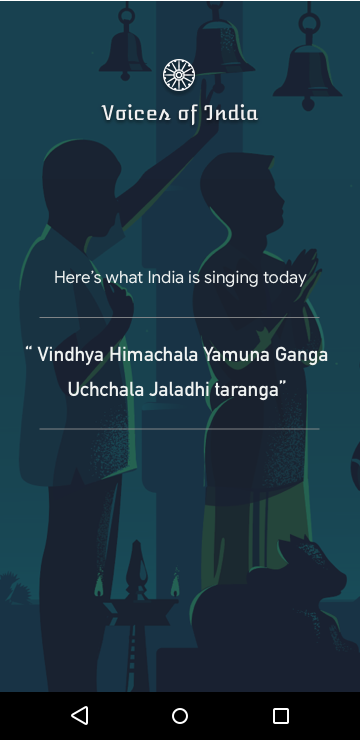 Voices of India
Here's what India is singing today
“ Vindhya Himachala Yamuna Ganga
Uchchala Jaladhi taranga”